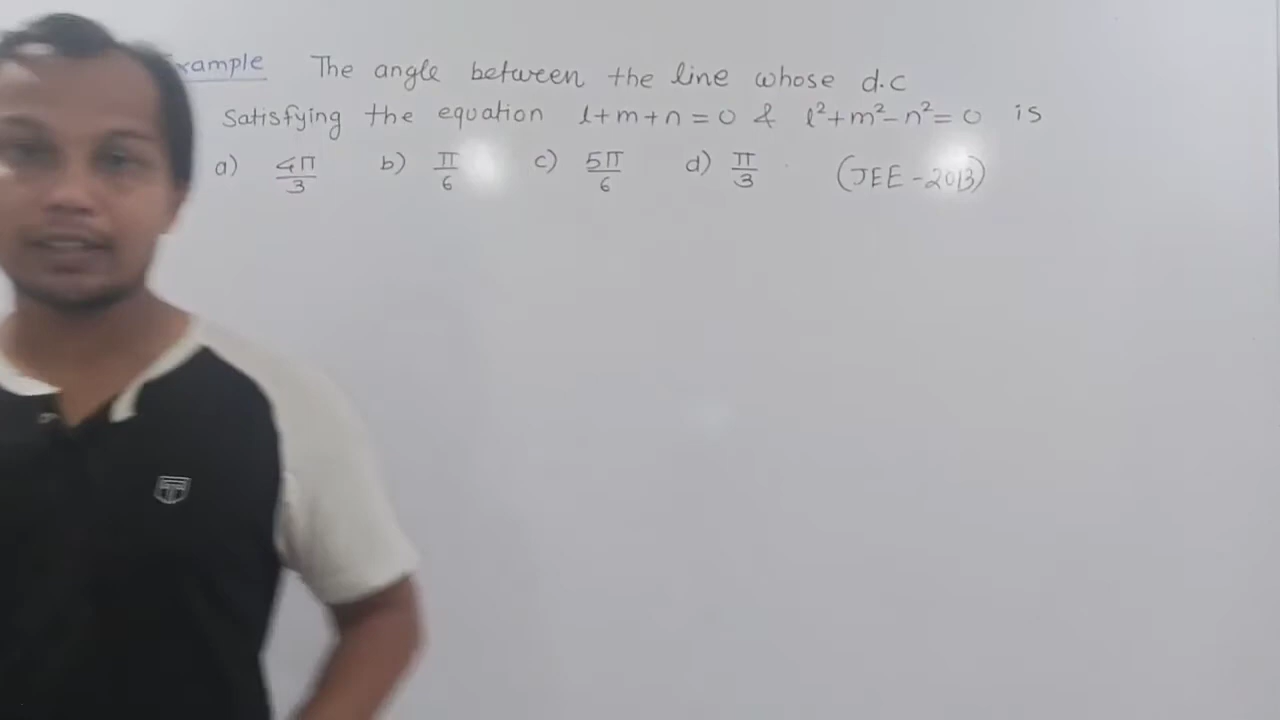 xample The angle between the line whose d.c
Satisfying the equation l+m+n=0 & l²+m²-n²=0 is
a) 4π/3 b) π/6 c) 5π/6 d) π/3 (JEE-2013)